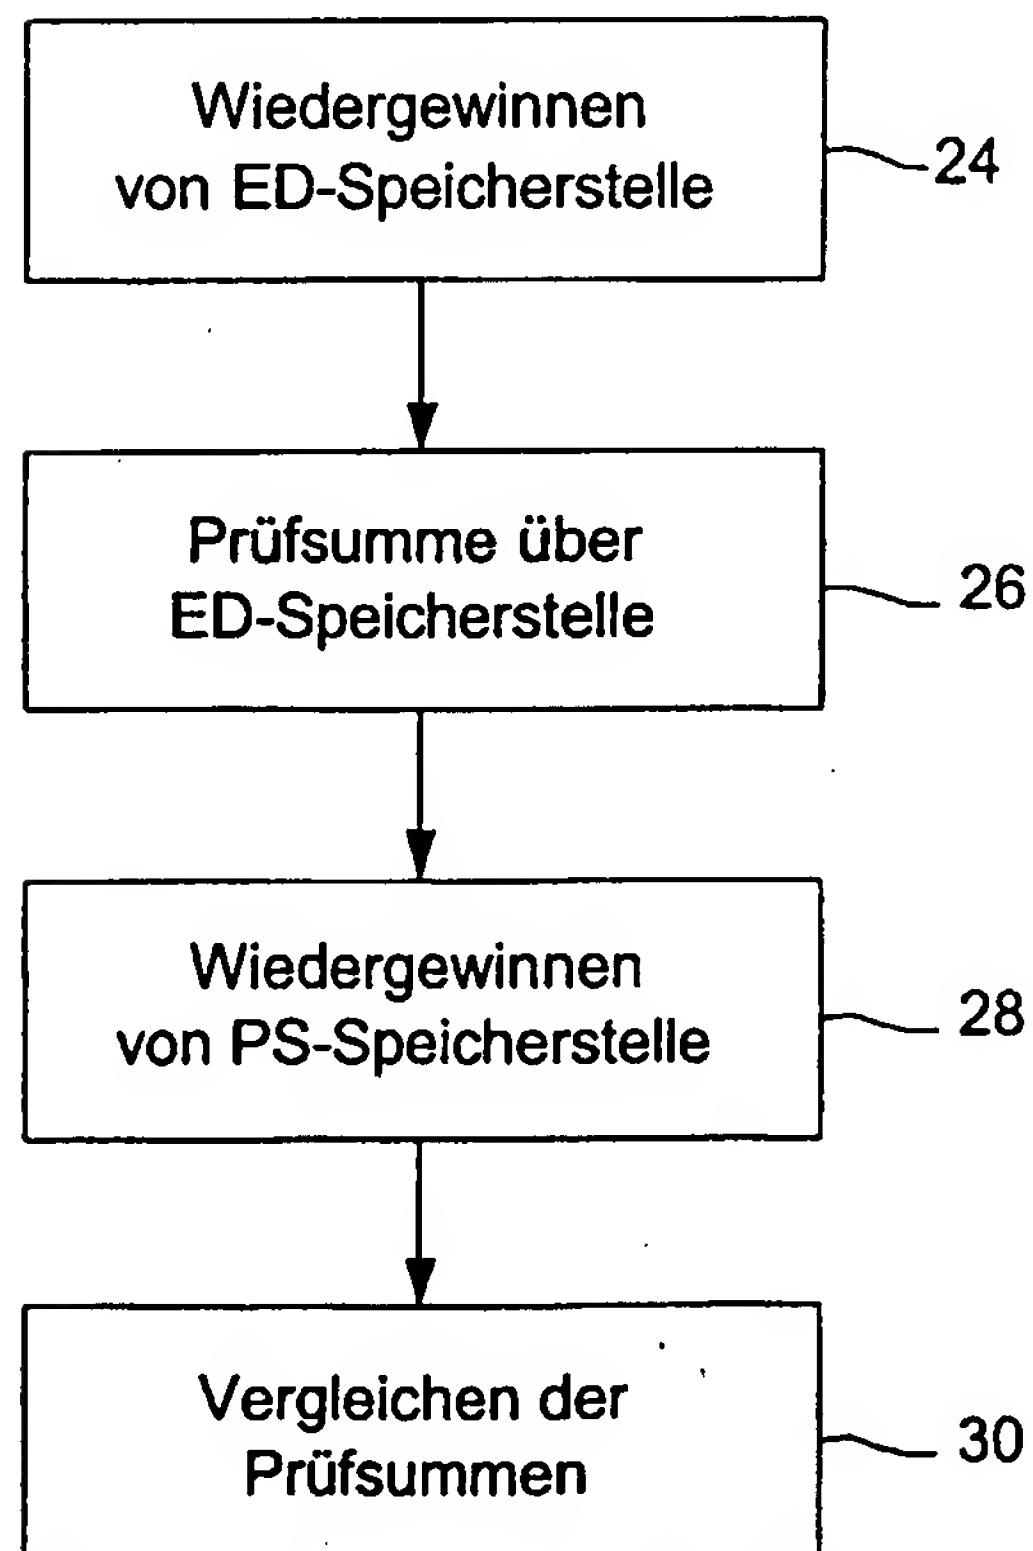 Wiedergewinnen
von ED-Speicherstelle
24
Prüfsumme über
ED-Speicherstelle
26
Wiedergewinnen
von PS-Speicherstelle
28
Vergleichen der
Prüfsummen
30